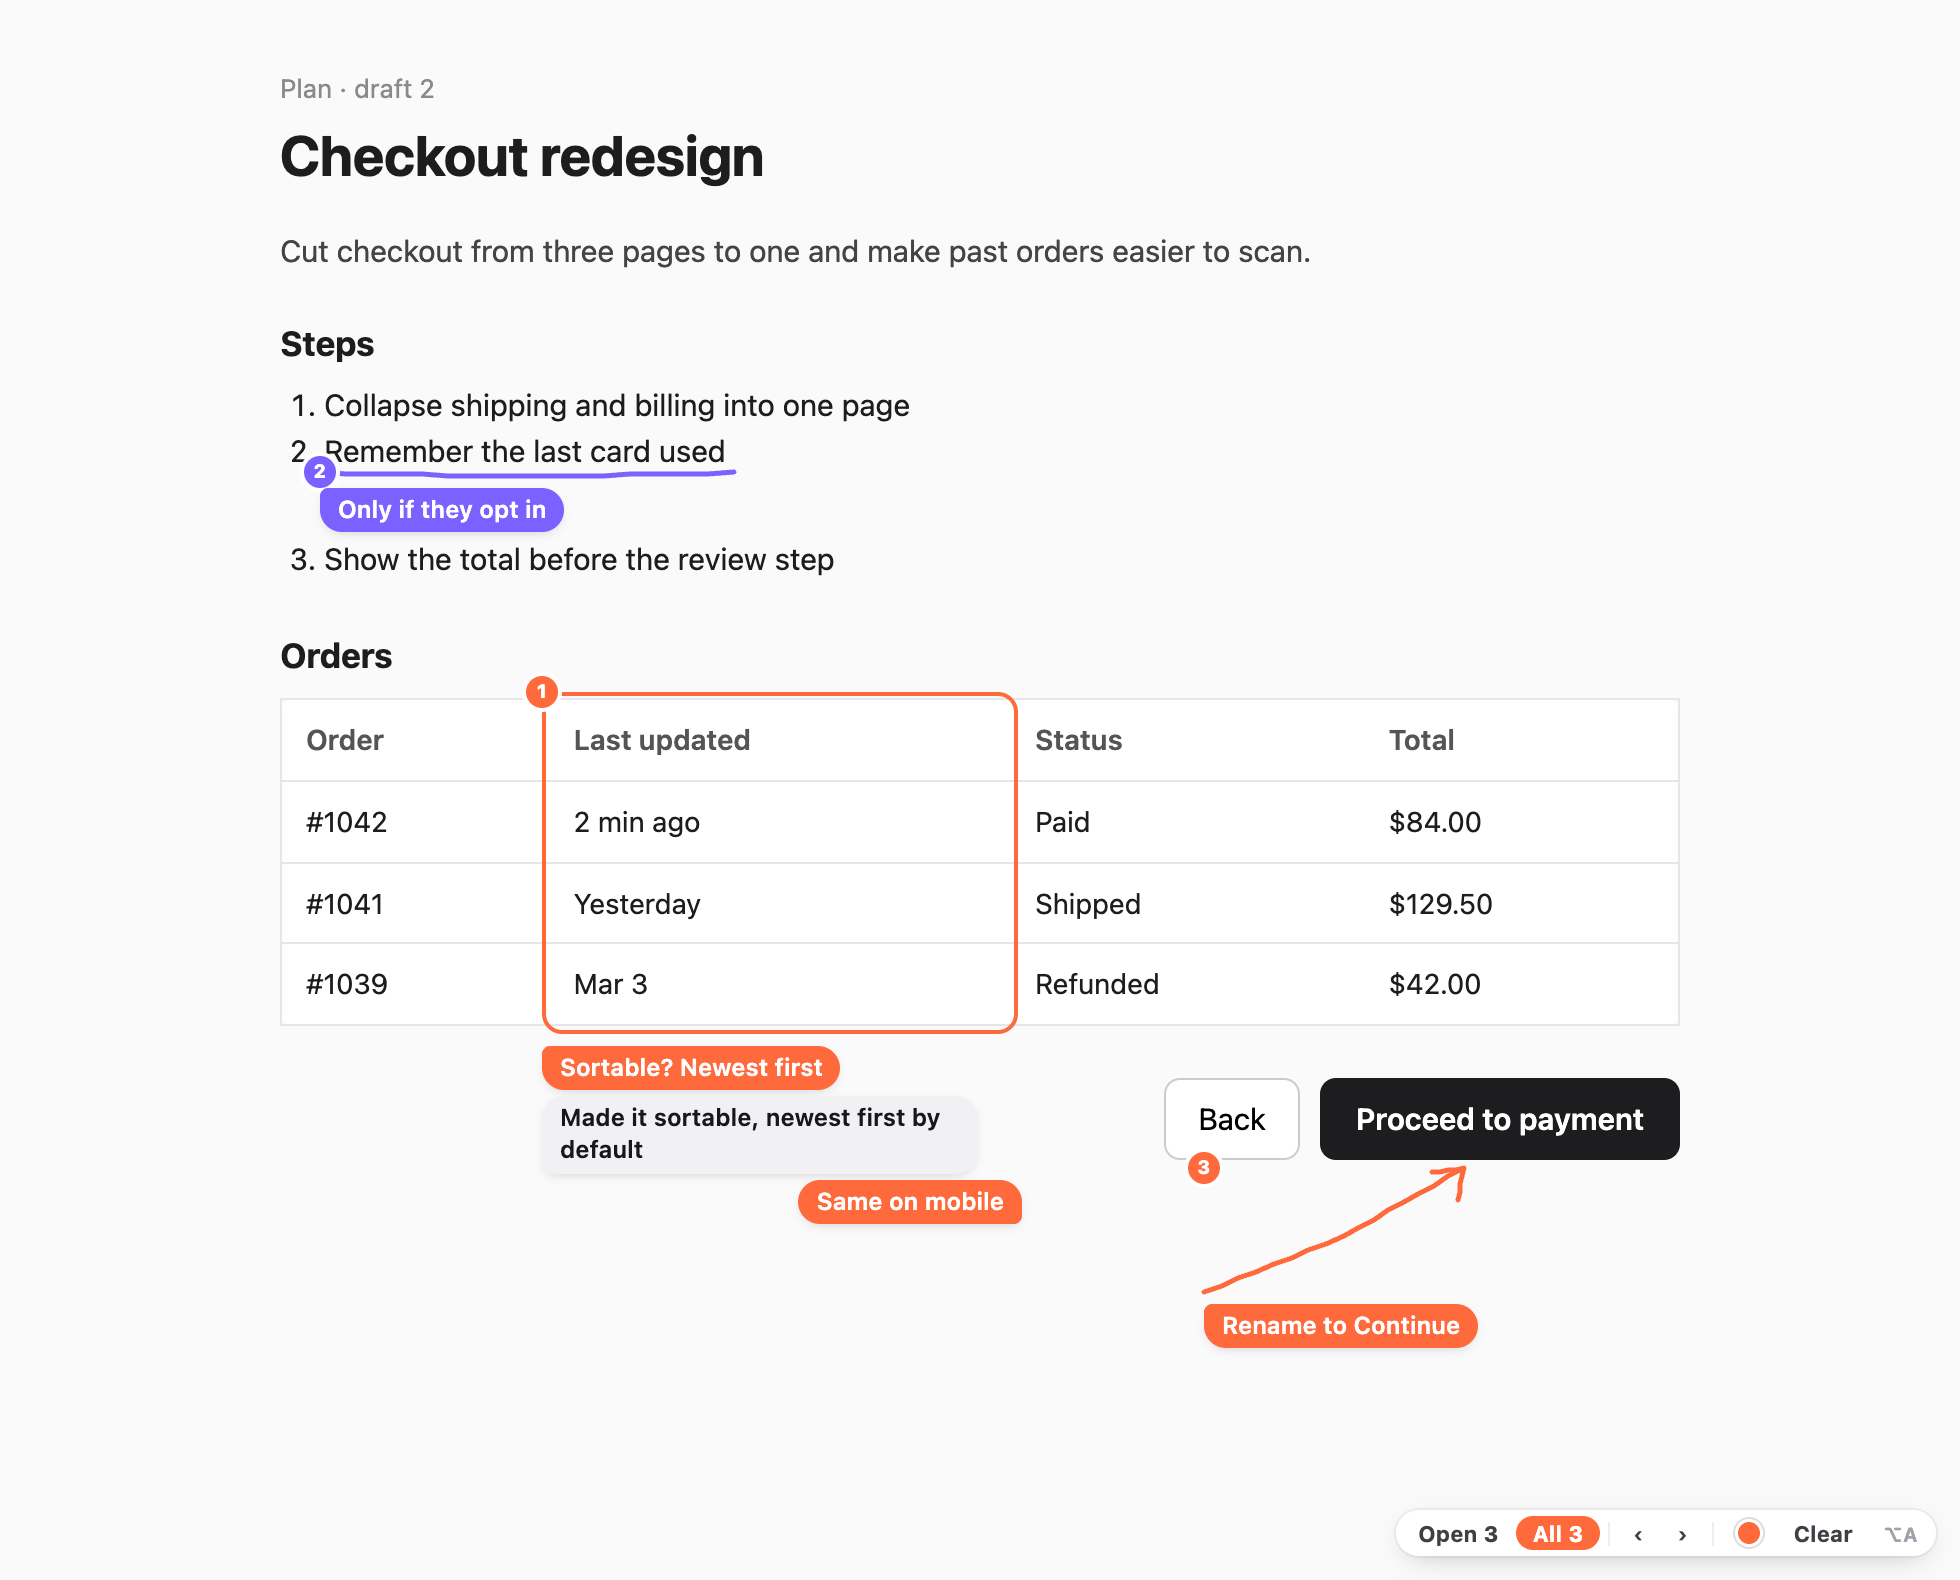 Plan · draft 2
Checkout redesign
Cut checkout from three pages to one and make past orders easier to scan.
Steps
1. Collapse shipping and billing into one page
2. Remember the last card used
2
Only if they opt in
3. Show the total before the review step
Orders
1
Order Last updated Status Total
#1042 2 min ago Paid $84.00
#1041 Yesterday Shipped $129.50
#1039 Mar 3 Refunded $42.00
Sortable? Newest first
Made it sortable, newest first by
default
Same on mobile
Back Proceed to payment
3
Rename to Continue
Open 3 All 3 ‹ › Clear ⌥A